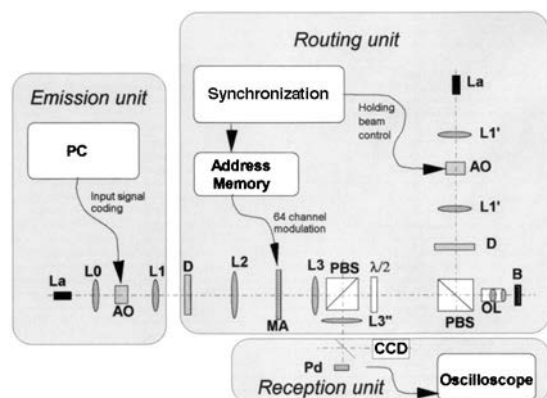 Routing unit
Emission unit
Synchronization
La
PC
Holding
beam
control
L1'
AO
Address
Memory
Input signal
coding
64 channel
modulation
L1'
D
La
L0
AO
L1
D
L2
MA
L3
PBS
λ/2
L3"
PBS
OL
B
CCD
Pd
Oscilloscope
Reception unit